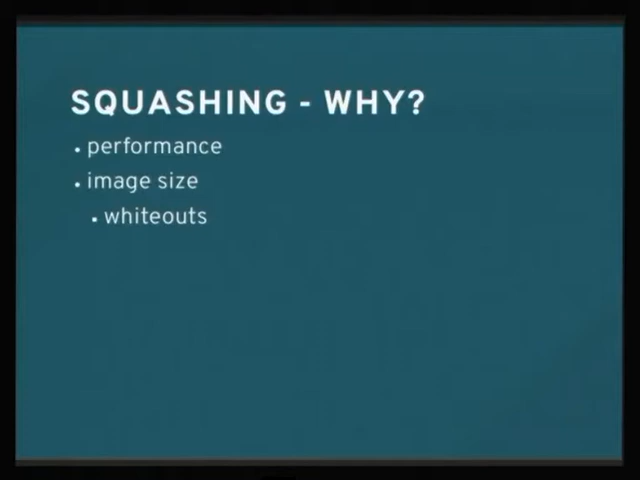 SQUASHING - WHY?
• performance
• image size
• whiteouts